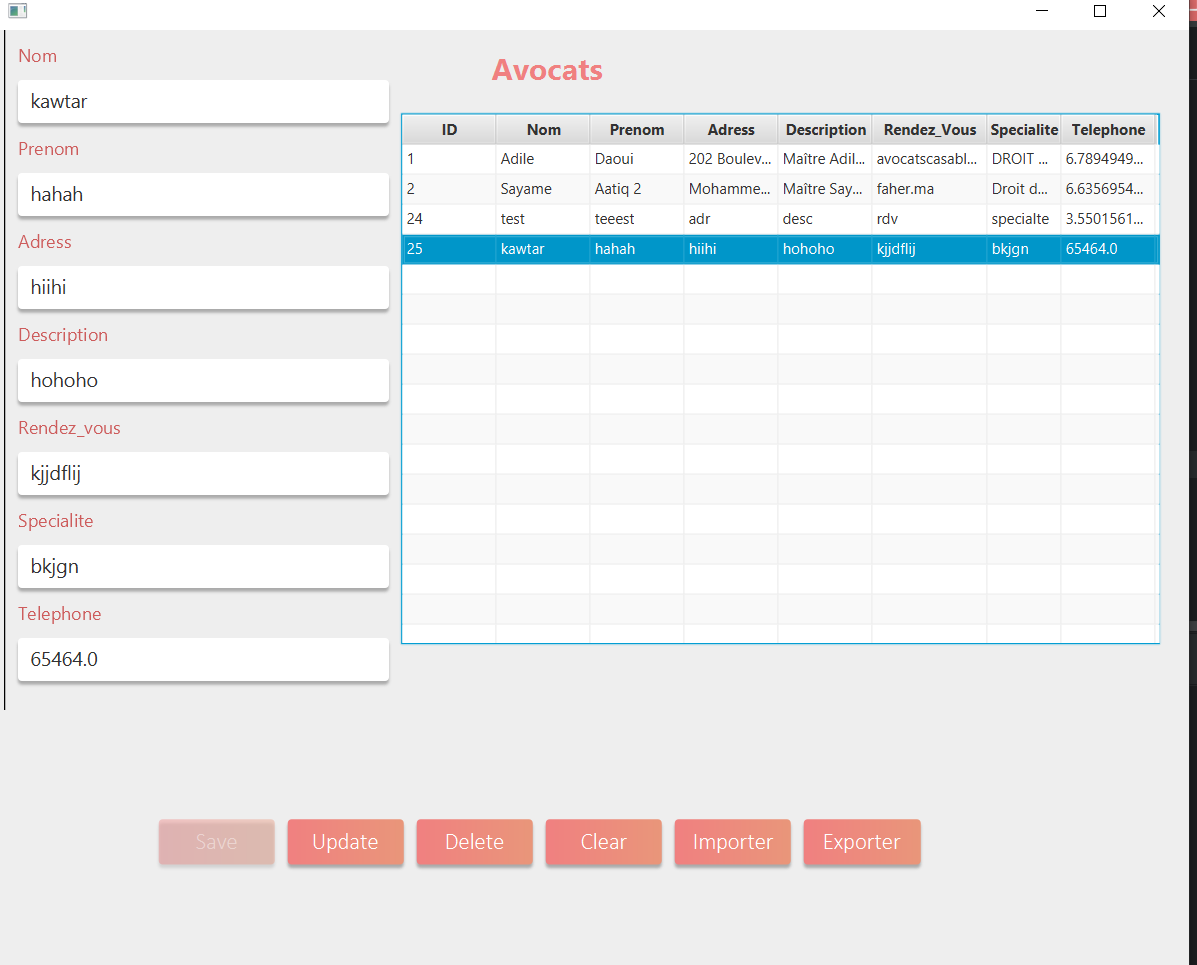 Nom
kawtar
Prenom
hahah
Adress
hiihi
Description
hohoho
Rendez_vous
kjjdflij
Specialite
bkjgn
Telephone
65464.0
Avocats
ID Nom Prenom Adress Description Rendez_Vous Specialite Telephone
1 Adile Daoui 202 Boulev... Maître Adil... avocatscasabl... DROIT ... 6.7894949...
2 Sayame Aatiq 2 Mohamme... Maître Say... faher.ma Droit d... 6.6356954...
24 test teeest adr desc rdv specialte 3.5501561...
25 kawtar hahah hiihi hohoho kjjdflij bkjgn 65464.0
Save Update Delete Clear Importer Exporter